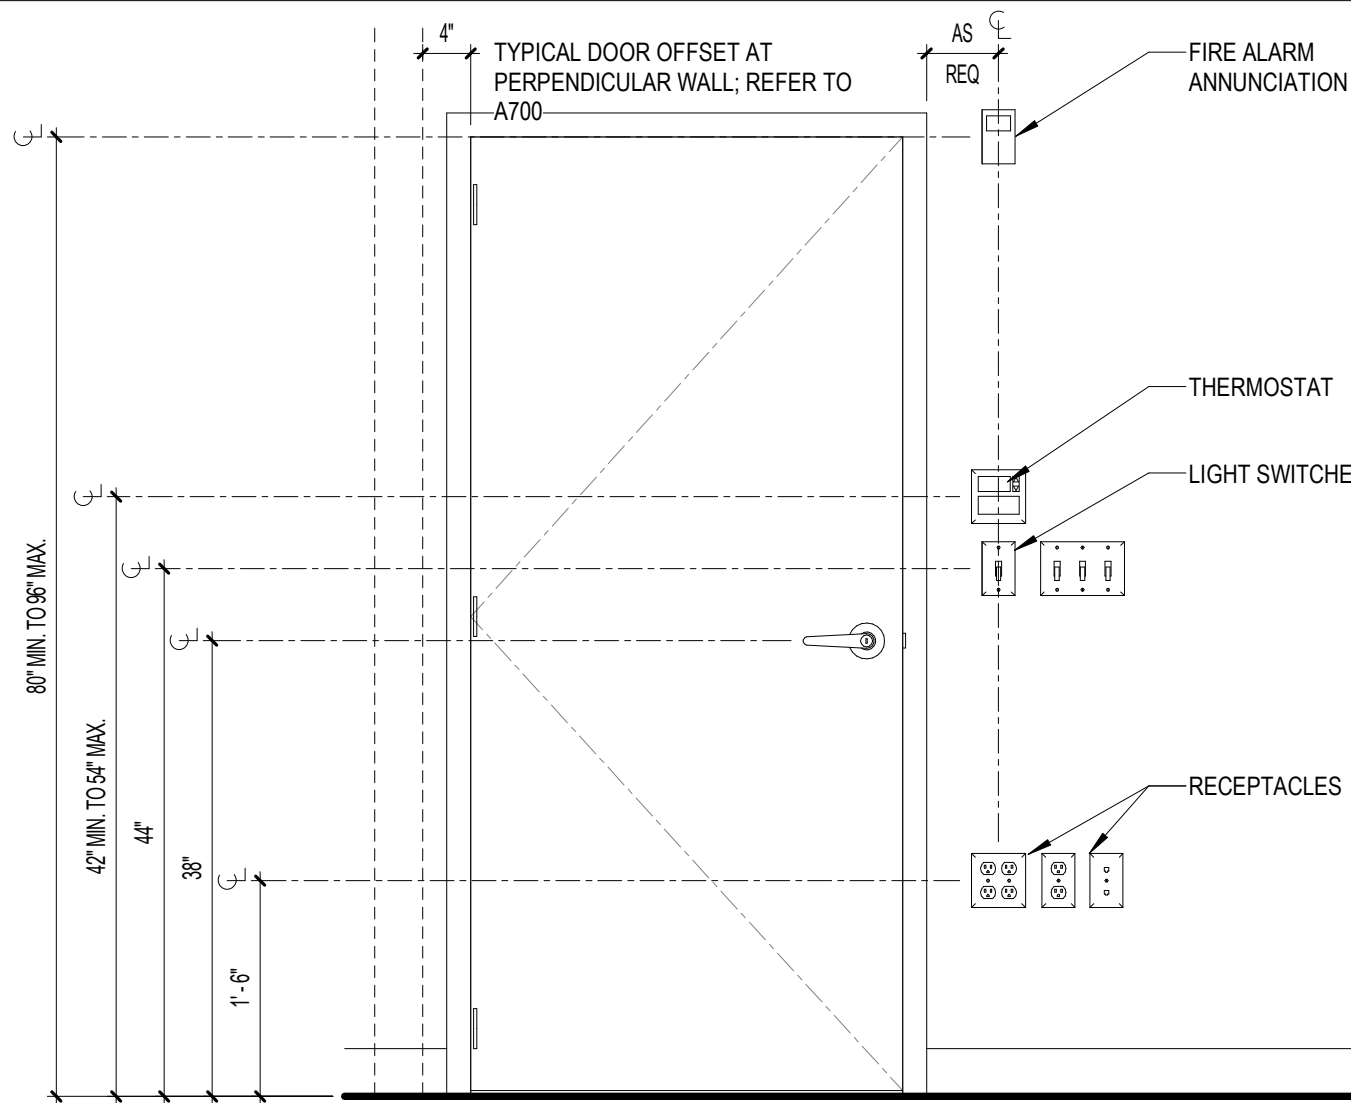 4"
TYPICAL DOOR OFFSET AT
PERPENDICULAR WALL; REFER TO
A700
AS
REQ
FIRE ALARM
ANNUNCIATION
THERMOSTAT
LIGHT SWITCHE
RECEPTACLES
80" MIN. TO 96" MAX.
42" MIN. TO 54" MAX.
44"
38"
1' - 6"